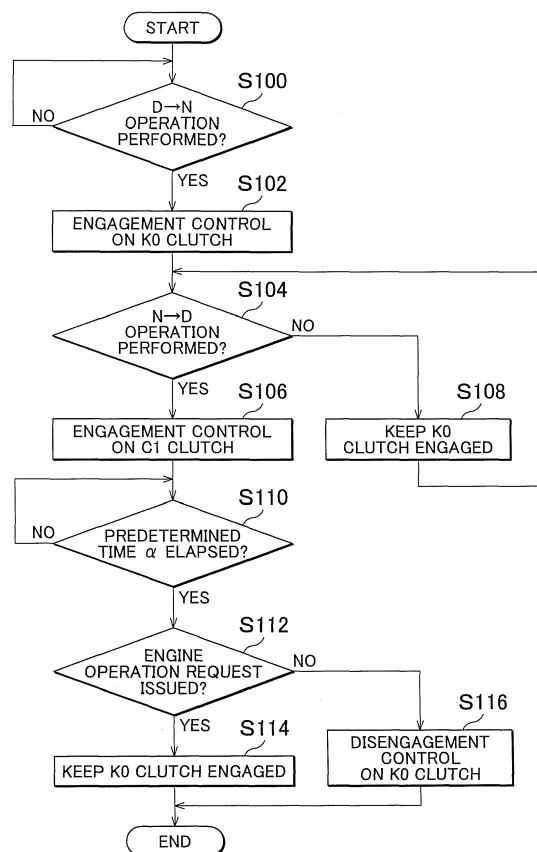 START
S100
D→N
OPERATION
PERFORMED?
NO
YES
S102
ENGAGEMENT CONTROL
ON K0 CLUTCH
S104
N→D
OPERATION
PERFORMED?
NO
YES
S106
ENGAGEMENT CONTROL
ON C1 CLUTCH
S108
KEEP K0
CLUTCH ENGAGED
S110
PREDETERMINED
TIME α ELAPSED?
NO
YES
S112
ENGINE
OPERATION REQUEST
ISSUED?
NO
YES
S114
KEEP K0 CLUTCH ENGAGED
S116
DISENGAGEMENT
CONTROL
ON K0 CLUTCH
END